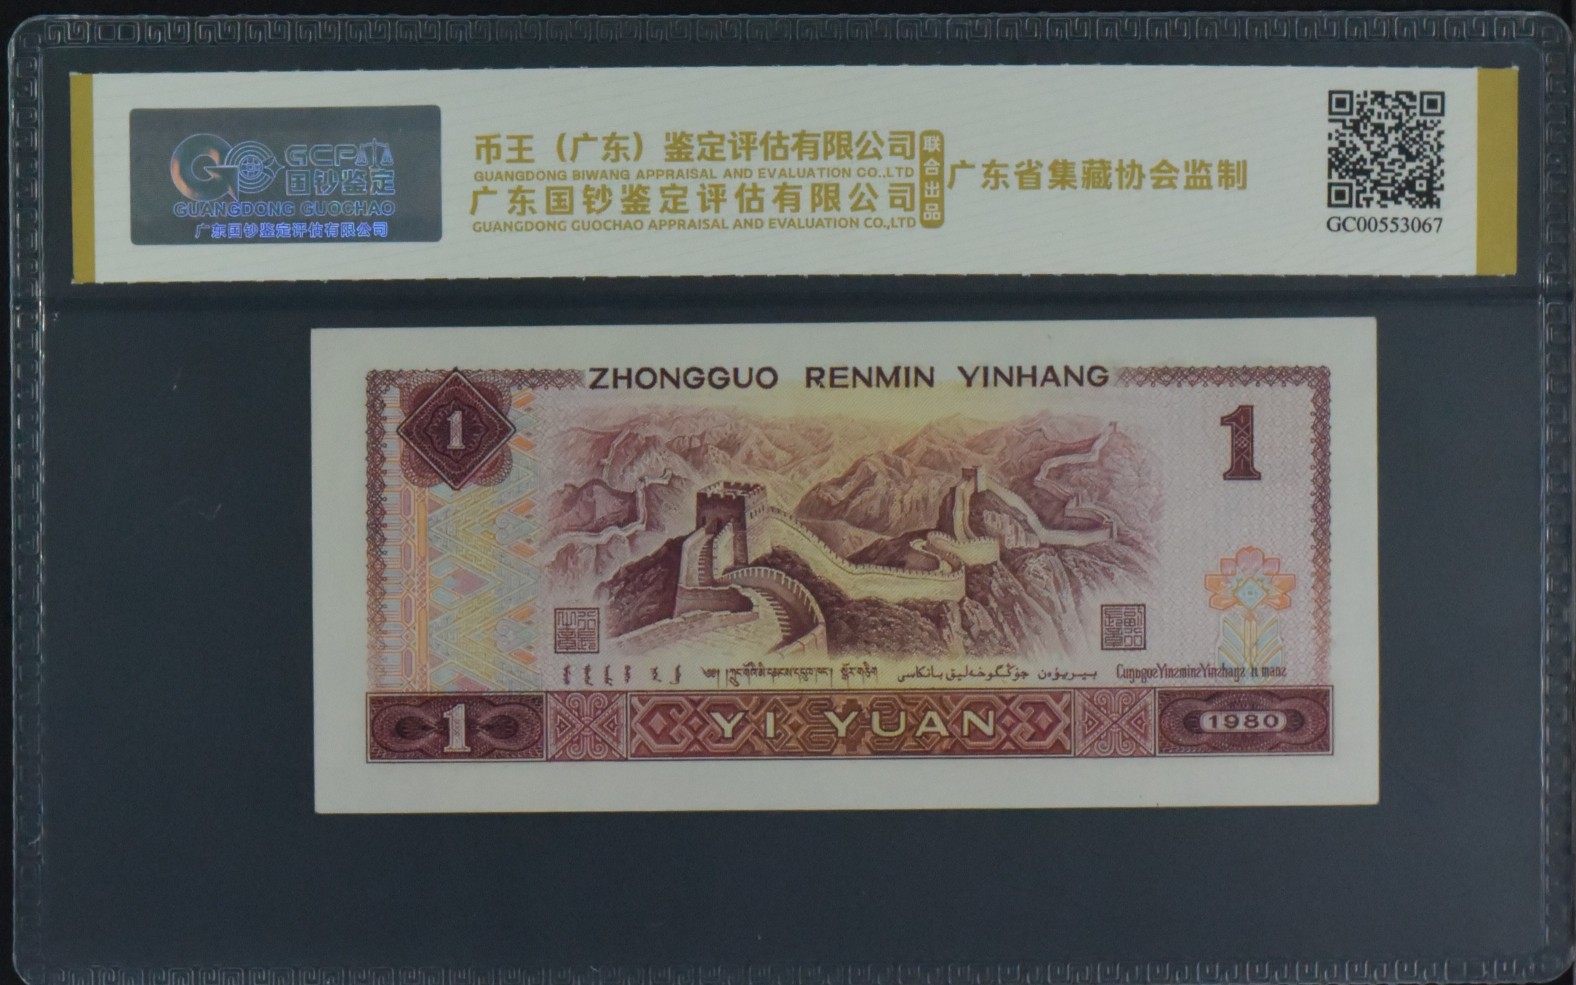 GCP
国钞鉴定
GUANGDONG GUOCHAO
广东国钞鉴定评估有限公司
币王（广东）鉴定评估有限公司
GUANGDONG BIWANG APPRAISAL AND EVALUATION CO.,LTD
广东国钞鉴定评估有限公司
GUANGDONG GUOCHAO APPRAISAL AND EVALUATION CO.,LTD
联合出品
广东省集藏协会监制
GC00553067
ZHONGGUO RENMIN YINHANG
1
1
1
YI YUAN
1980